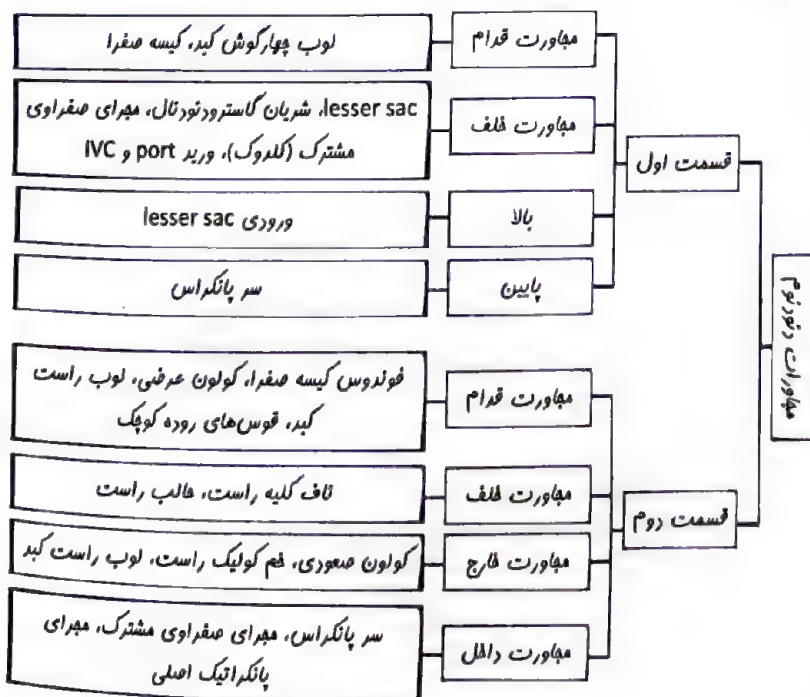 مجاورات دئودنوم
قسمت اول
مجاورت قدام
لوب چهارگوش کبد، کیسه صفرا
مجاورت خلف
lesser sac، شریان گاسترودئودنال، مجرای صفراوی
مشترک (کلدوک)، ورید port و IVC
بالا
ورودی lesser sac
پایین
سر پانکراس
قسمت دوم
مجاورت قدام
فوندوس کیسه صفرا، کولون عرضی، لوب راست
کبد، قوس‌های روده کوچک
مجاورت خلف
ناف کلیه راست، حالب راست
مجاورت خارج
کولون صعودی، خم کولیک راست، لوب راست کبد
مجاورت داخل
سر پانکراس، مجرای صفراوی مشترک، مجرای
پانکراتیک اصلی